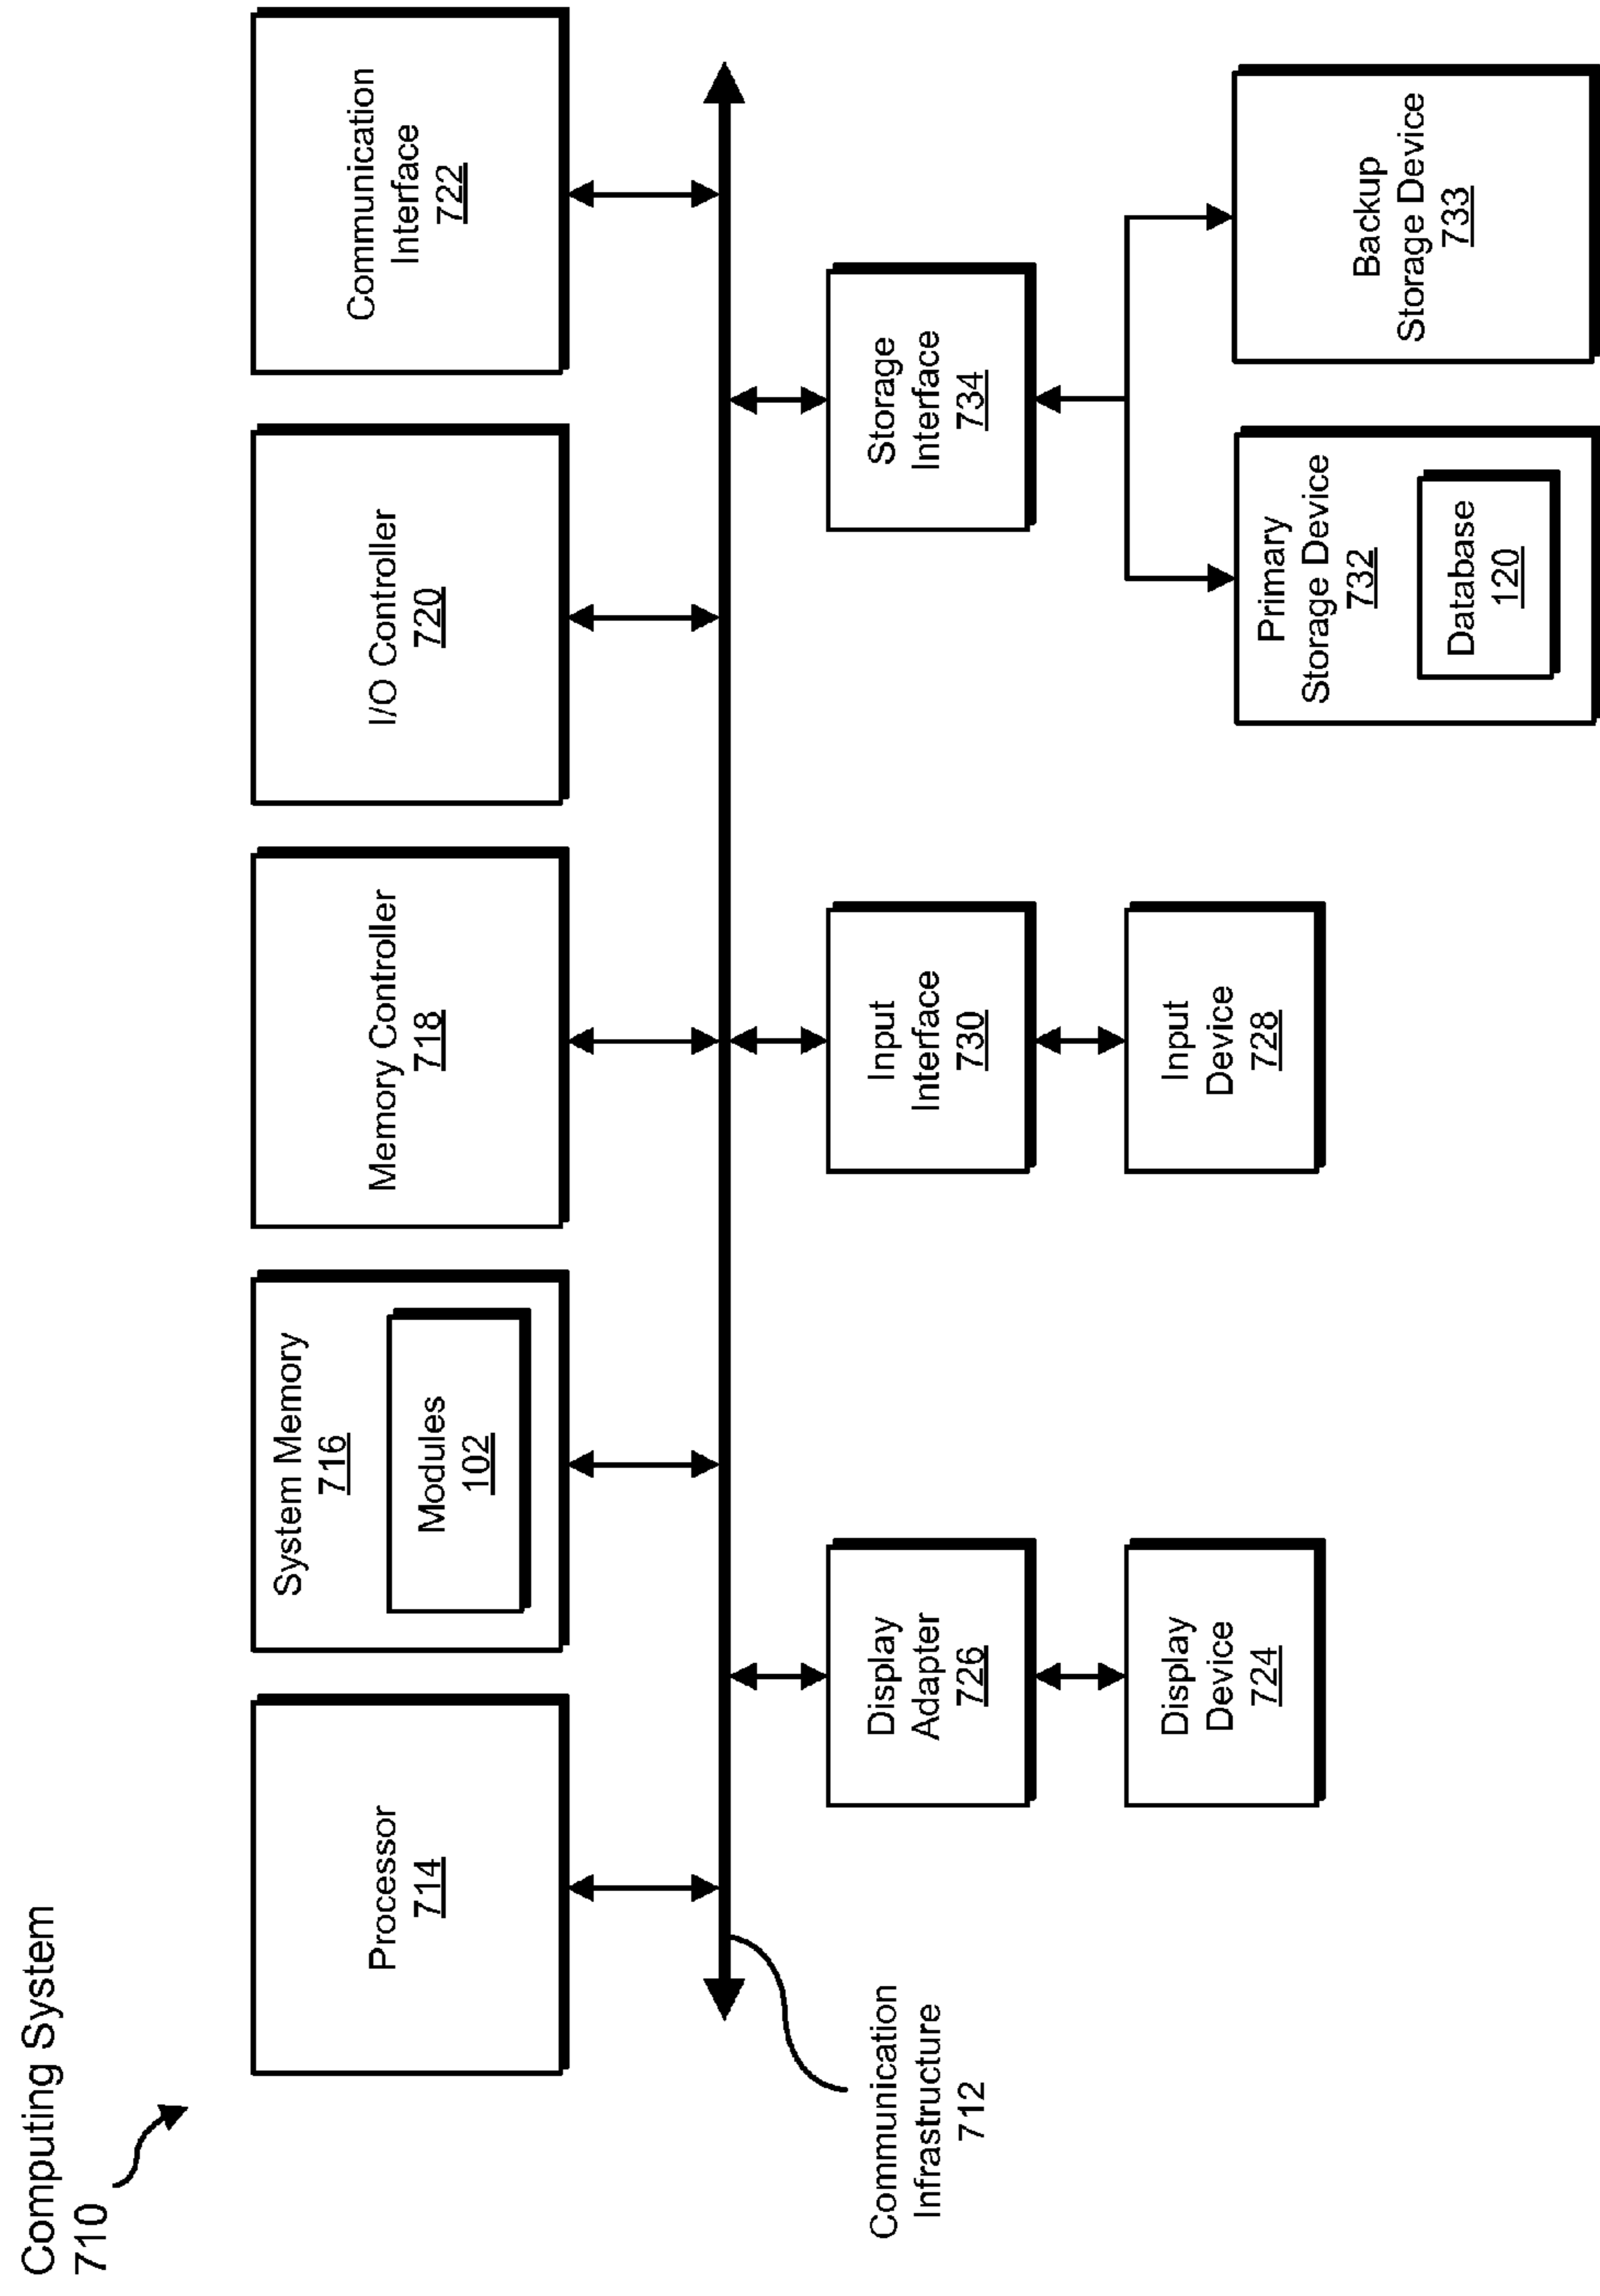 Computing System
710
Processor
714
System Memory
716
Modules
102
Memory Controller
718
I/O Controller
720
Communication
Interface
722
Communication
Infrastructure
712
Display
Adapter
726
Input
Interface
730
Storage
Interface
734
Display
Device
724
Input
Device
728
Primary
Storage Device
732
Database
120
Backup
Storage Device
733